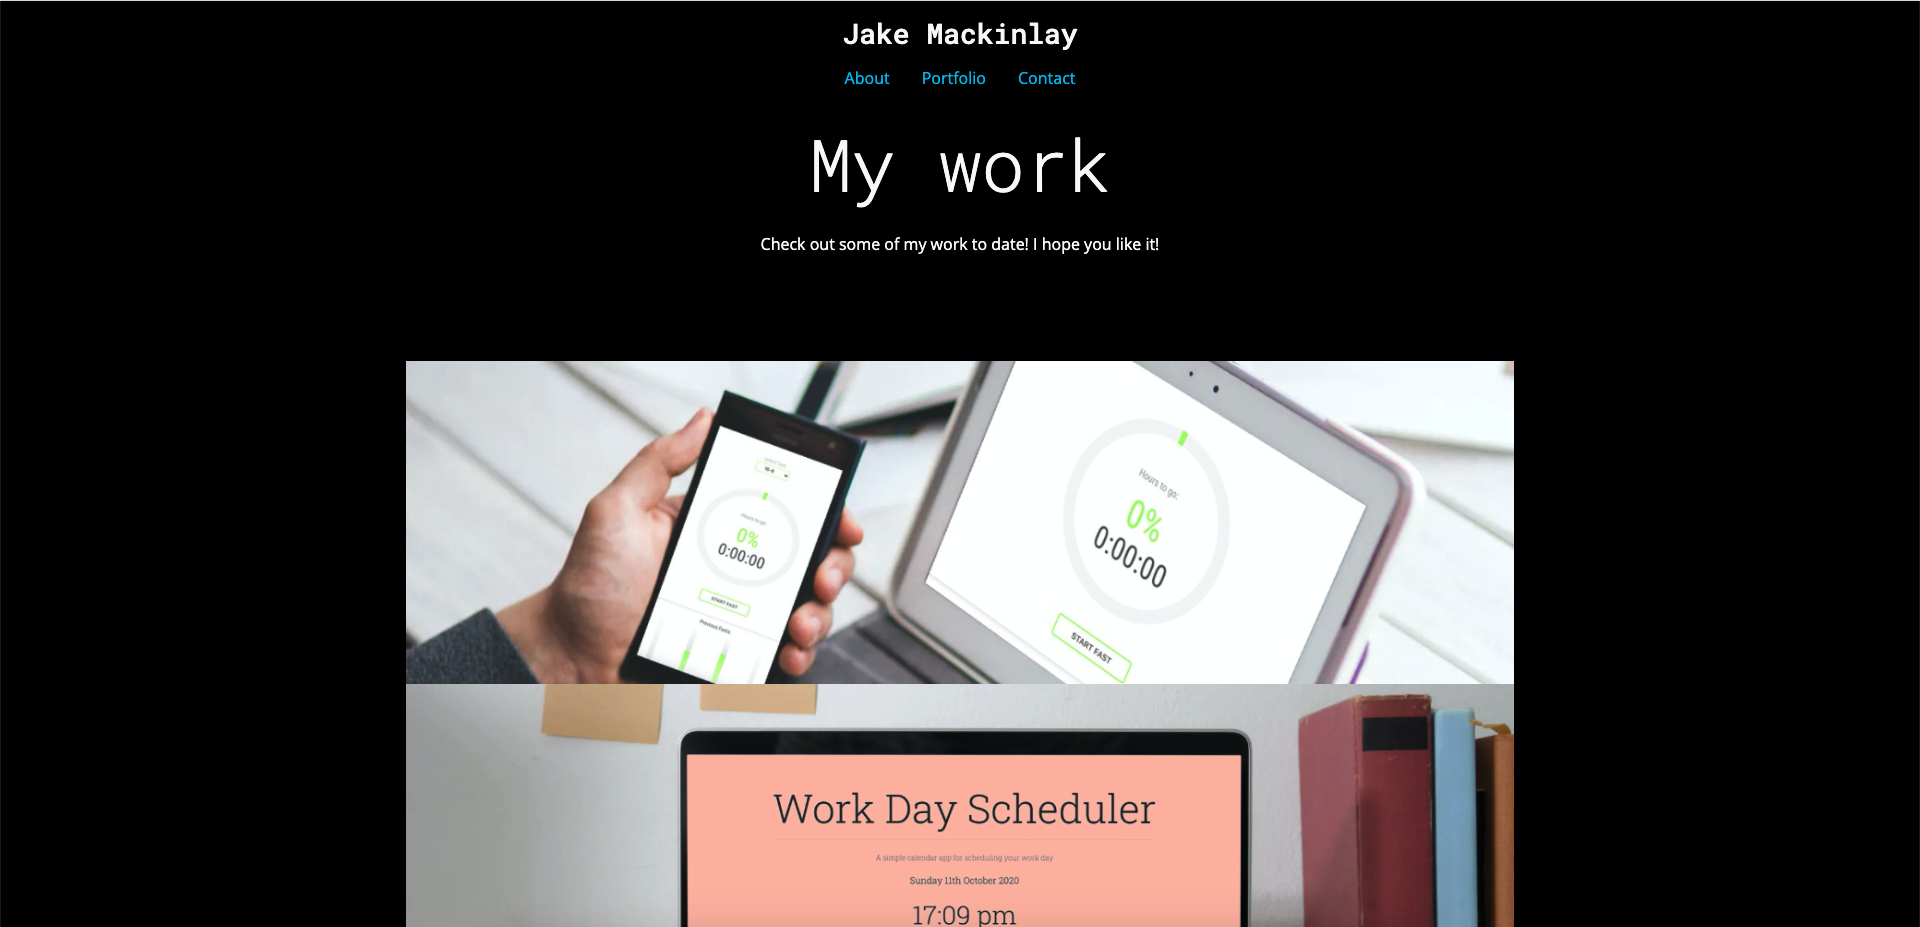 Jake Mackinlay
About Portfolio Contact
My work
Check out some of my work to date! I hope you like it!
16-8
Hours to go:
0%
0:00:00
START FAST
Previous Fasts:
Hours to go:
0%
0:00:00
START FAST
Work Day Scheduler
A simple calendar app for scheduling your work day
Sunday 11th October 2020
17:09 pm